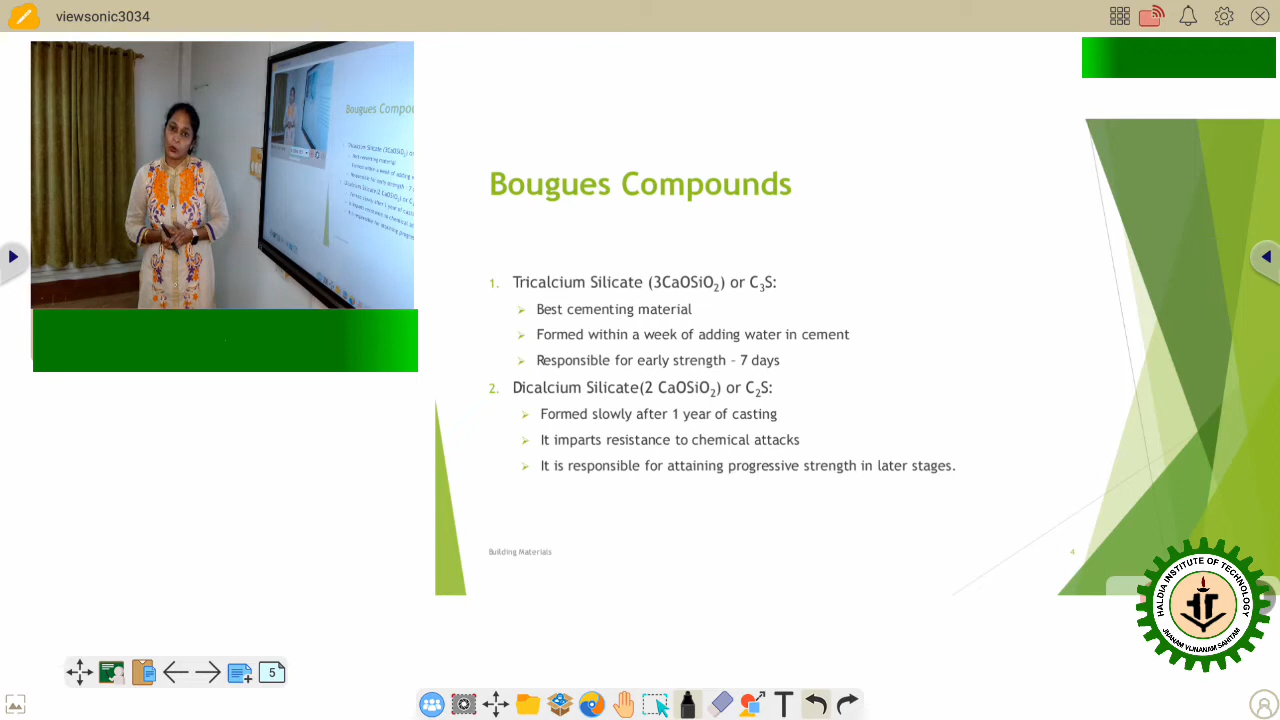 viewsonic3034
Bougues Compounds
1. Tricalcium Silicate (3CaOSiO₂) or C₃S:
Best cementing material
Formed within a week of adding water in cement
Responsible for early strength – 7 days
2. Dicalcium Silicate(2 CaOSiO₂) or C₂S:
Formed slowly after 1 year of casting
It imparts resistance to chemical attacks
It is responsible for attaining progressive strength in later stages.
Building Materials
4
HALDIA INSTITUTE OF TECHNOLOGY
JNANAM VIJNANAM SAHITAM
5